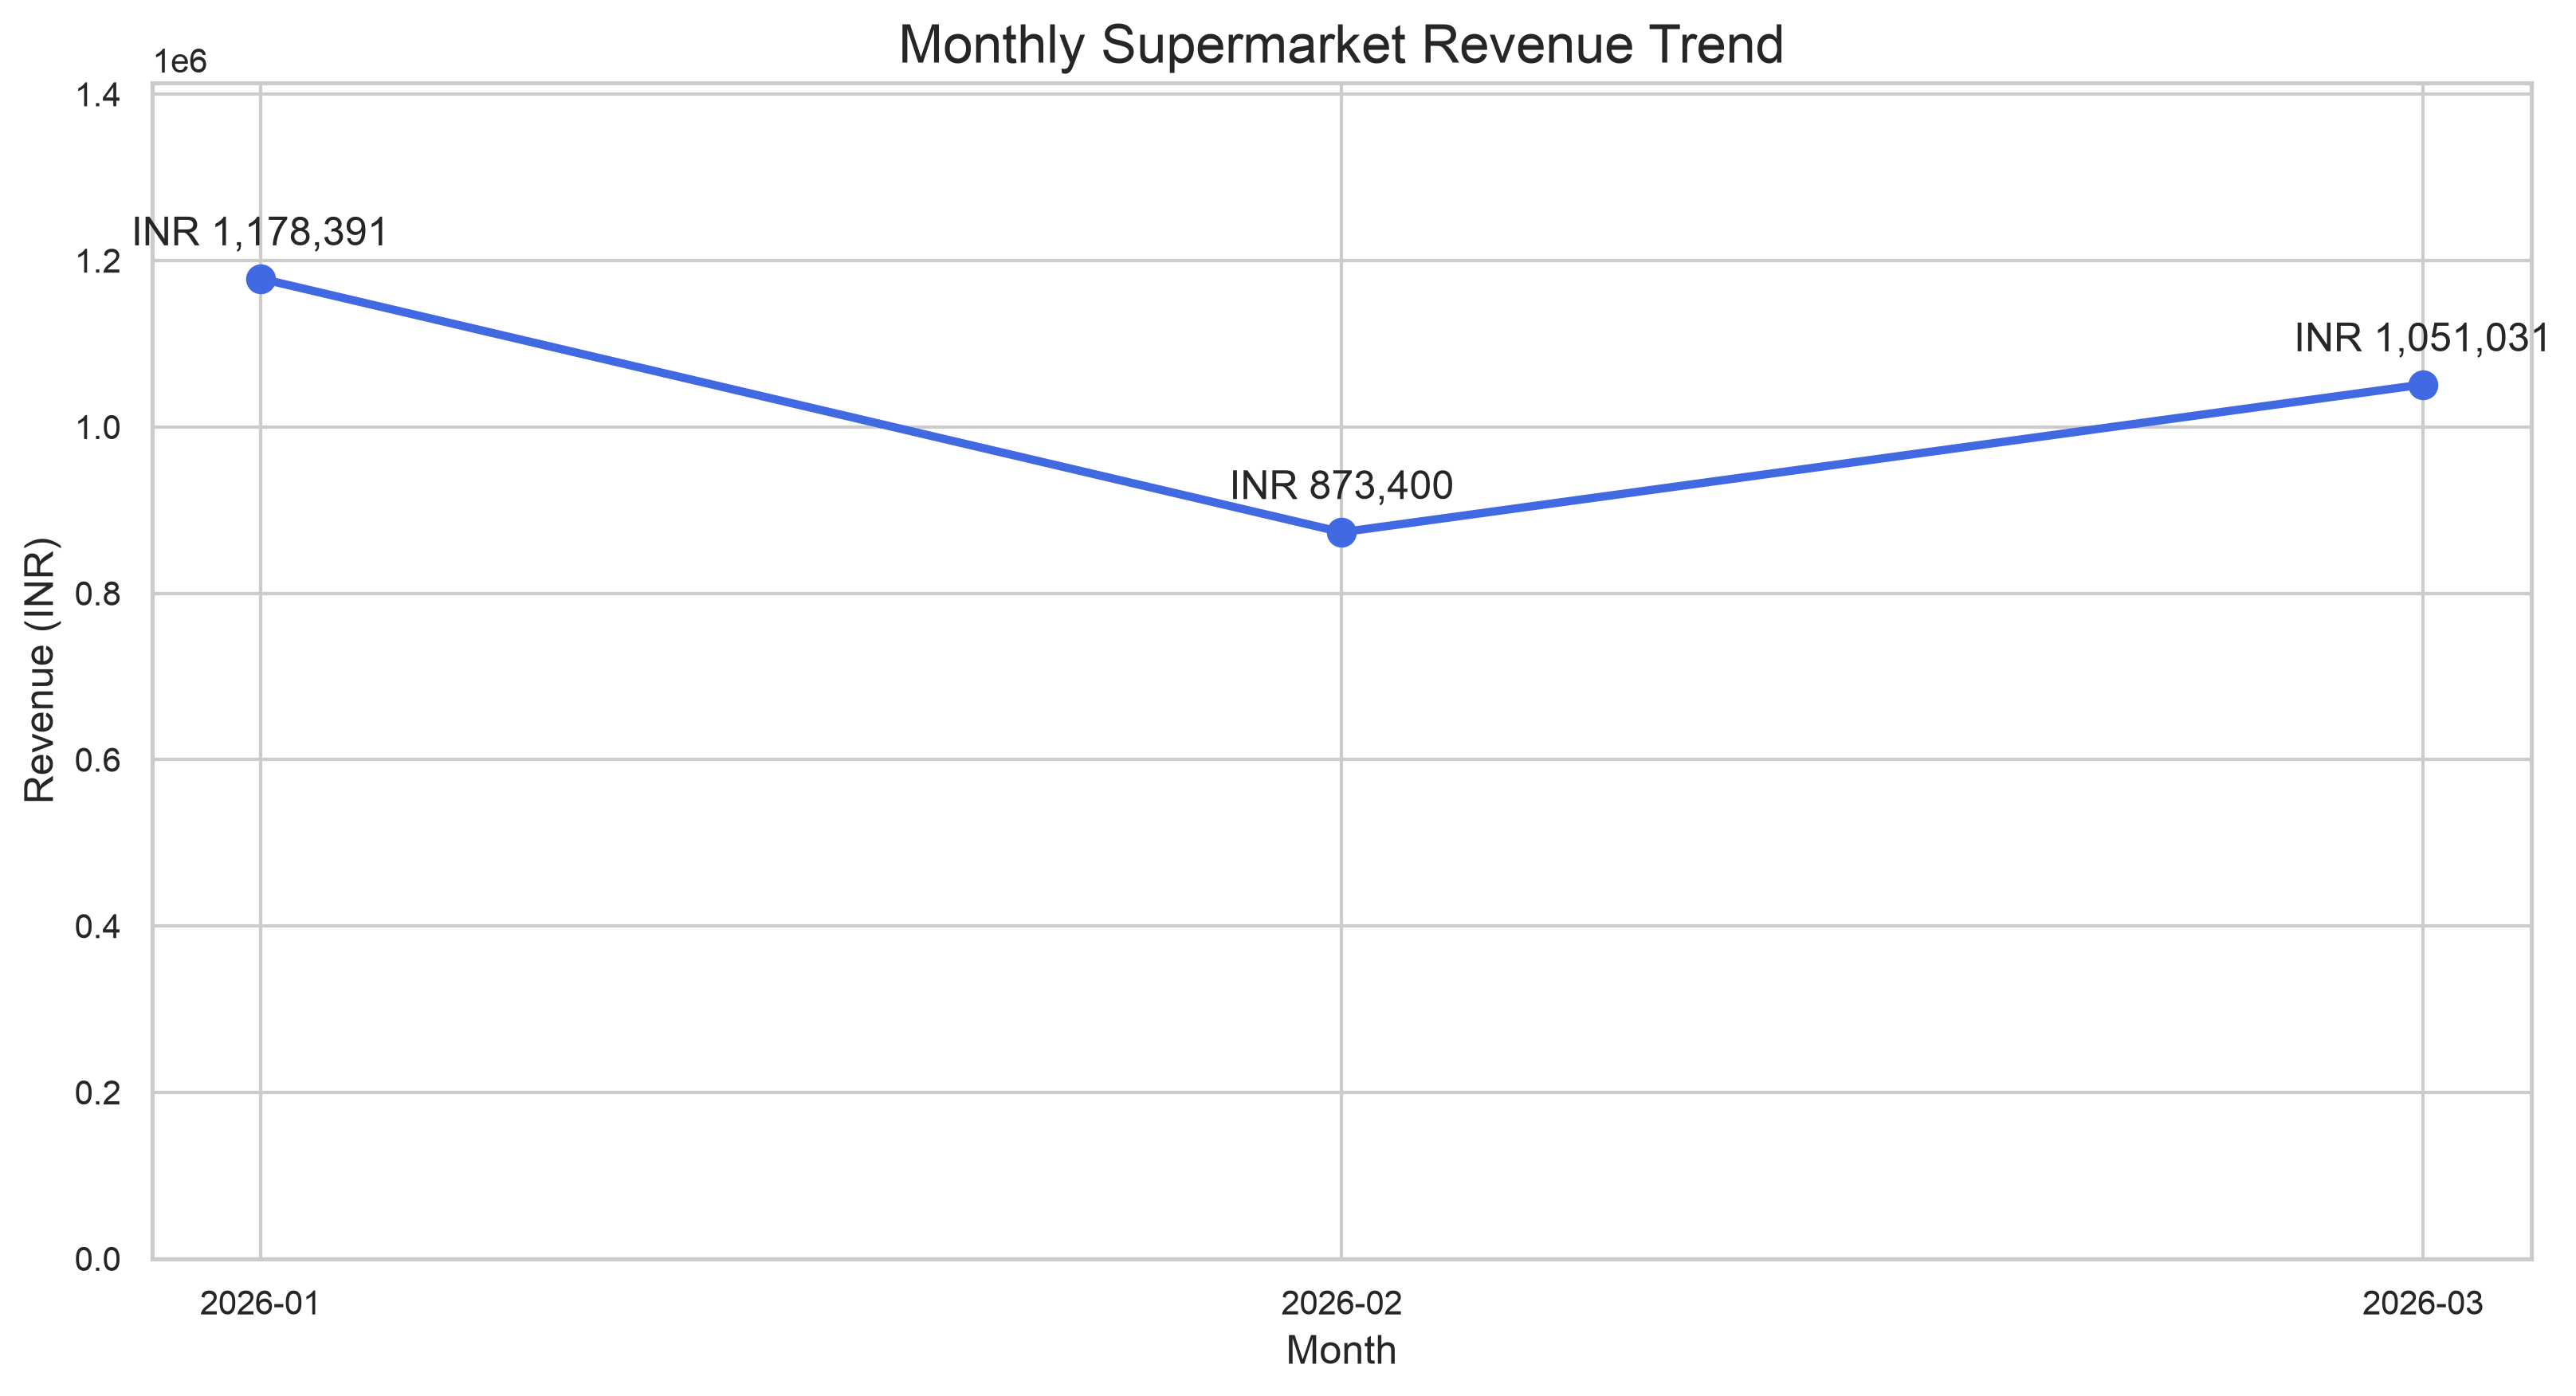 Monthly Supermarket Revenue Trend
1e6
1.4
INR 1,178,391
1.2
INR 1,051,031
1.0
INR 873,400
0.8
Revenue (INR)
0.6
0.4
0.2
0.0
2026-01 2026-02 2026-03
Month